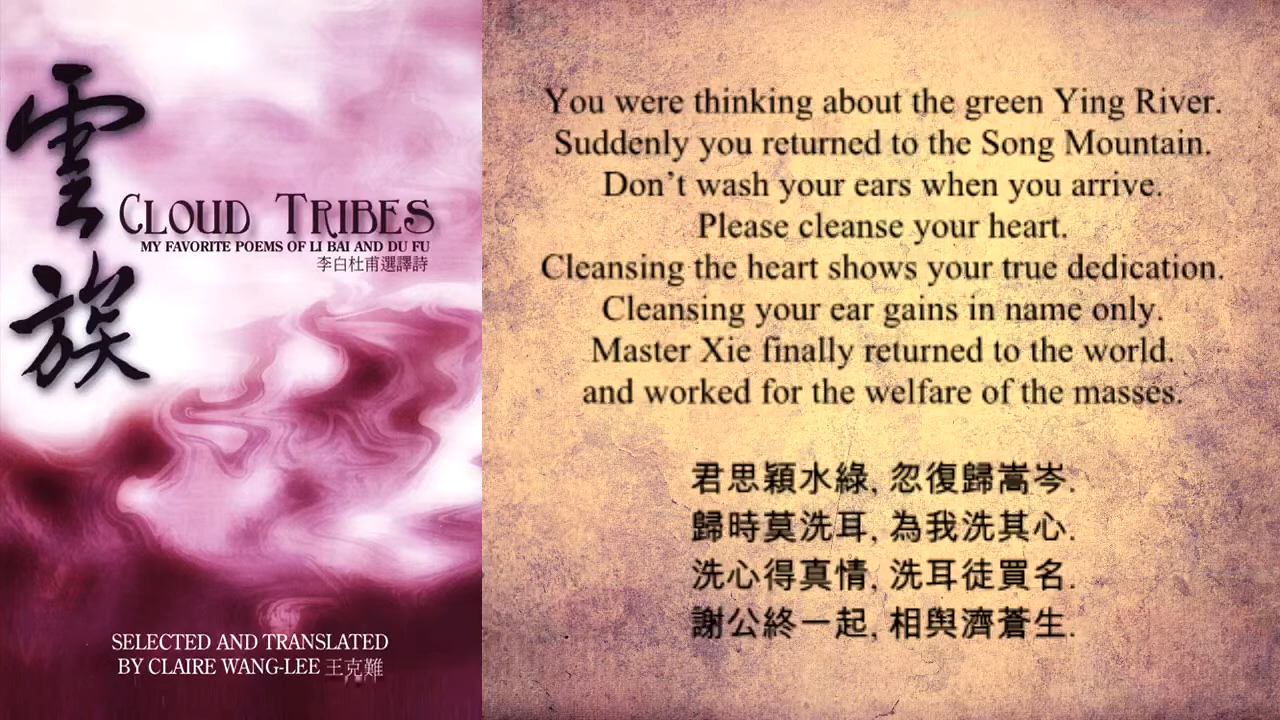 雲族
CLOUD TRIBES
MY FAVORITE POEMS OF LI BAI AND DU FU
李白杜甫選譯詩
SELECTED AND TRANSLATED
BY CLAIRE WANG-LEE 王克難
You were thinking about the green Ying River.
Suddenly you returned to the Song Mountain.
Don’t wash your ears when you arrive.
Please cleanse your heart.
Cleansing the heart shows your true dedication.
Cleansing your ear gains in name only.
Master Xie finally returned to the world.
and worked for the welfare of the masses.
君思穎水綠, 忽復歸嵩岑.
歸時莫洗耳, 為我洗其心.
洗心得真情, 洗耳徒買名.
謝公終一起, 相與濟蒼生.